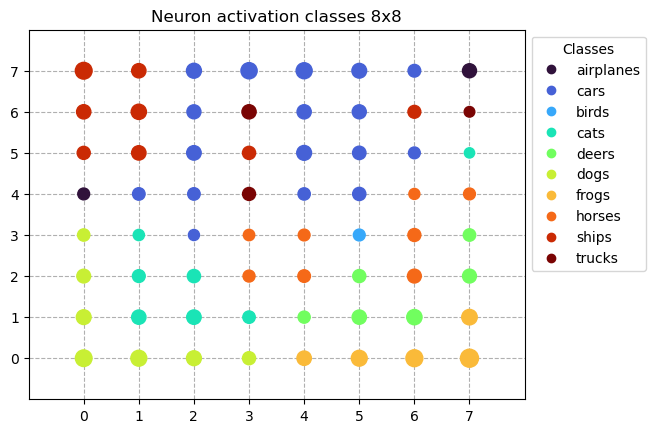 Neuron activation classes 8x8
7
6
5
4
3
2
1
0
0 1 2 3 4 5 6 7
Classes
airplanes
cars
birds
cats
deers
dogs
frogs
horses
ships
trucks